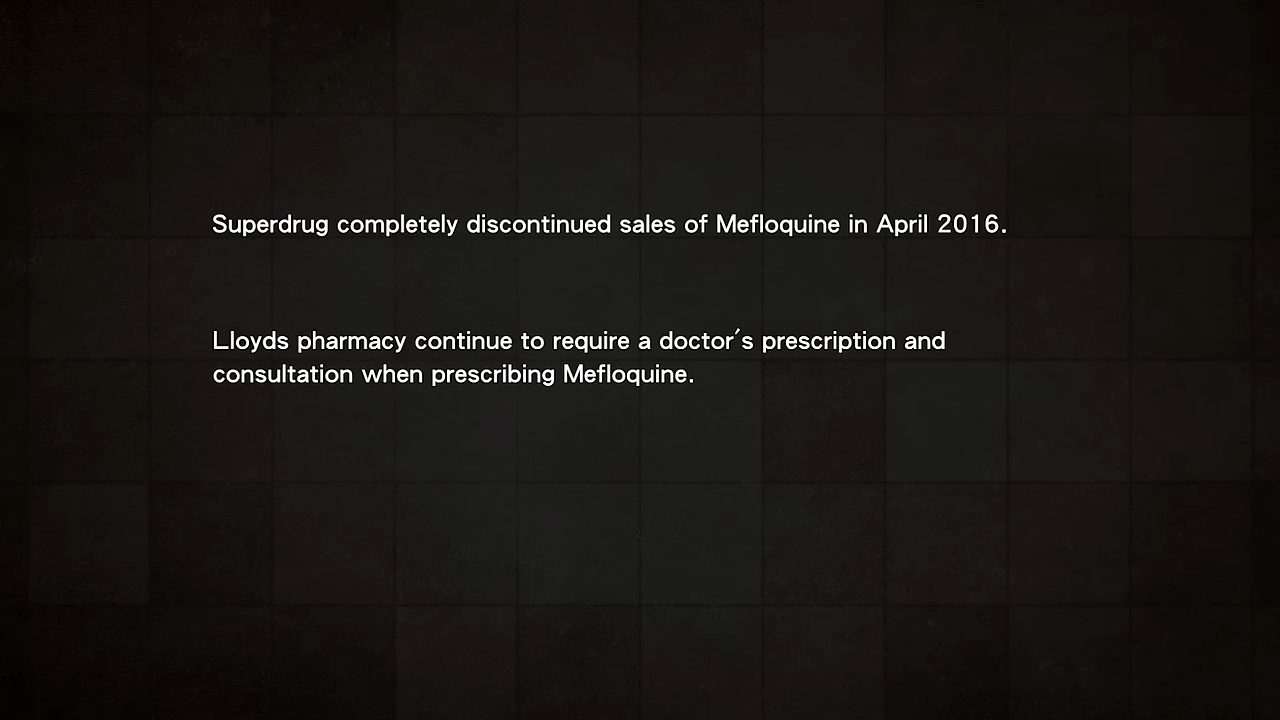 Superdrug completely discontinued sales of Mefloquine in April 2016.
Lloyds pharmacy continue to require a doctor's prescription and
consultation when prescribing Mefloquine.